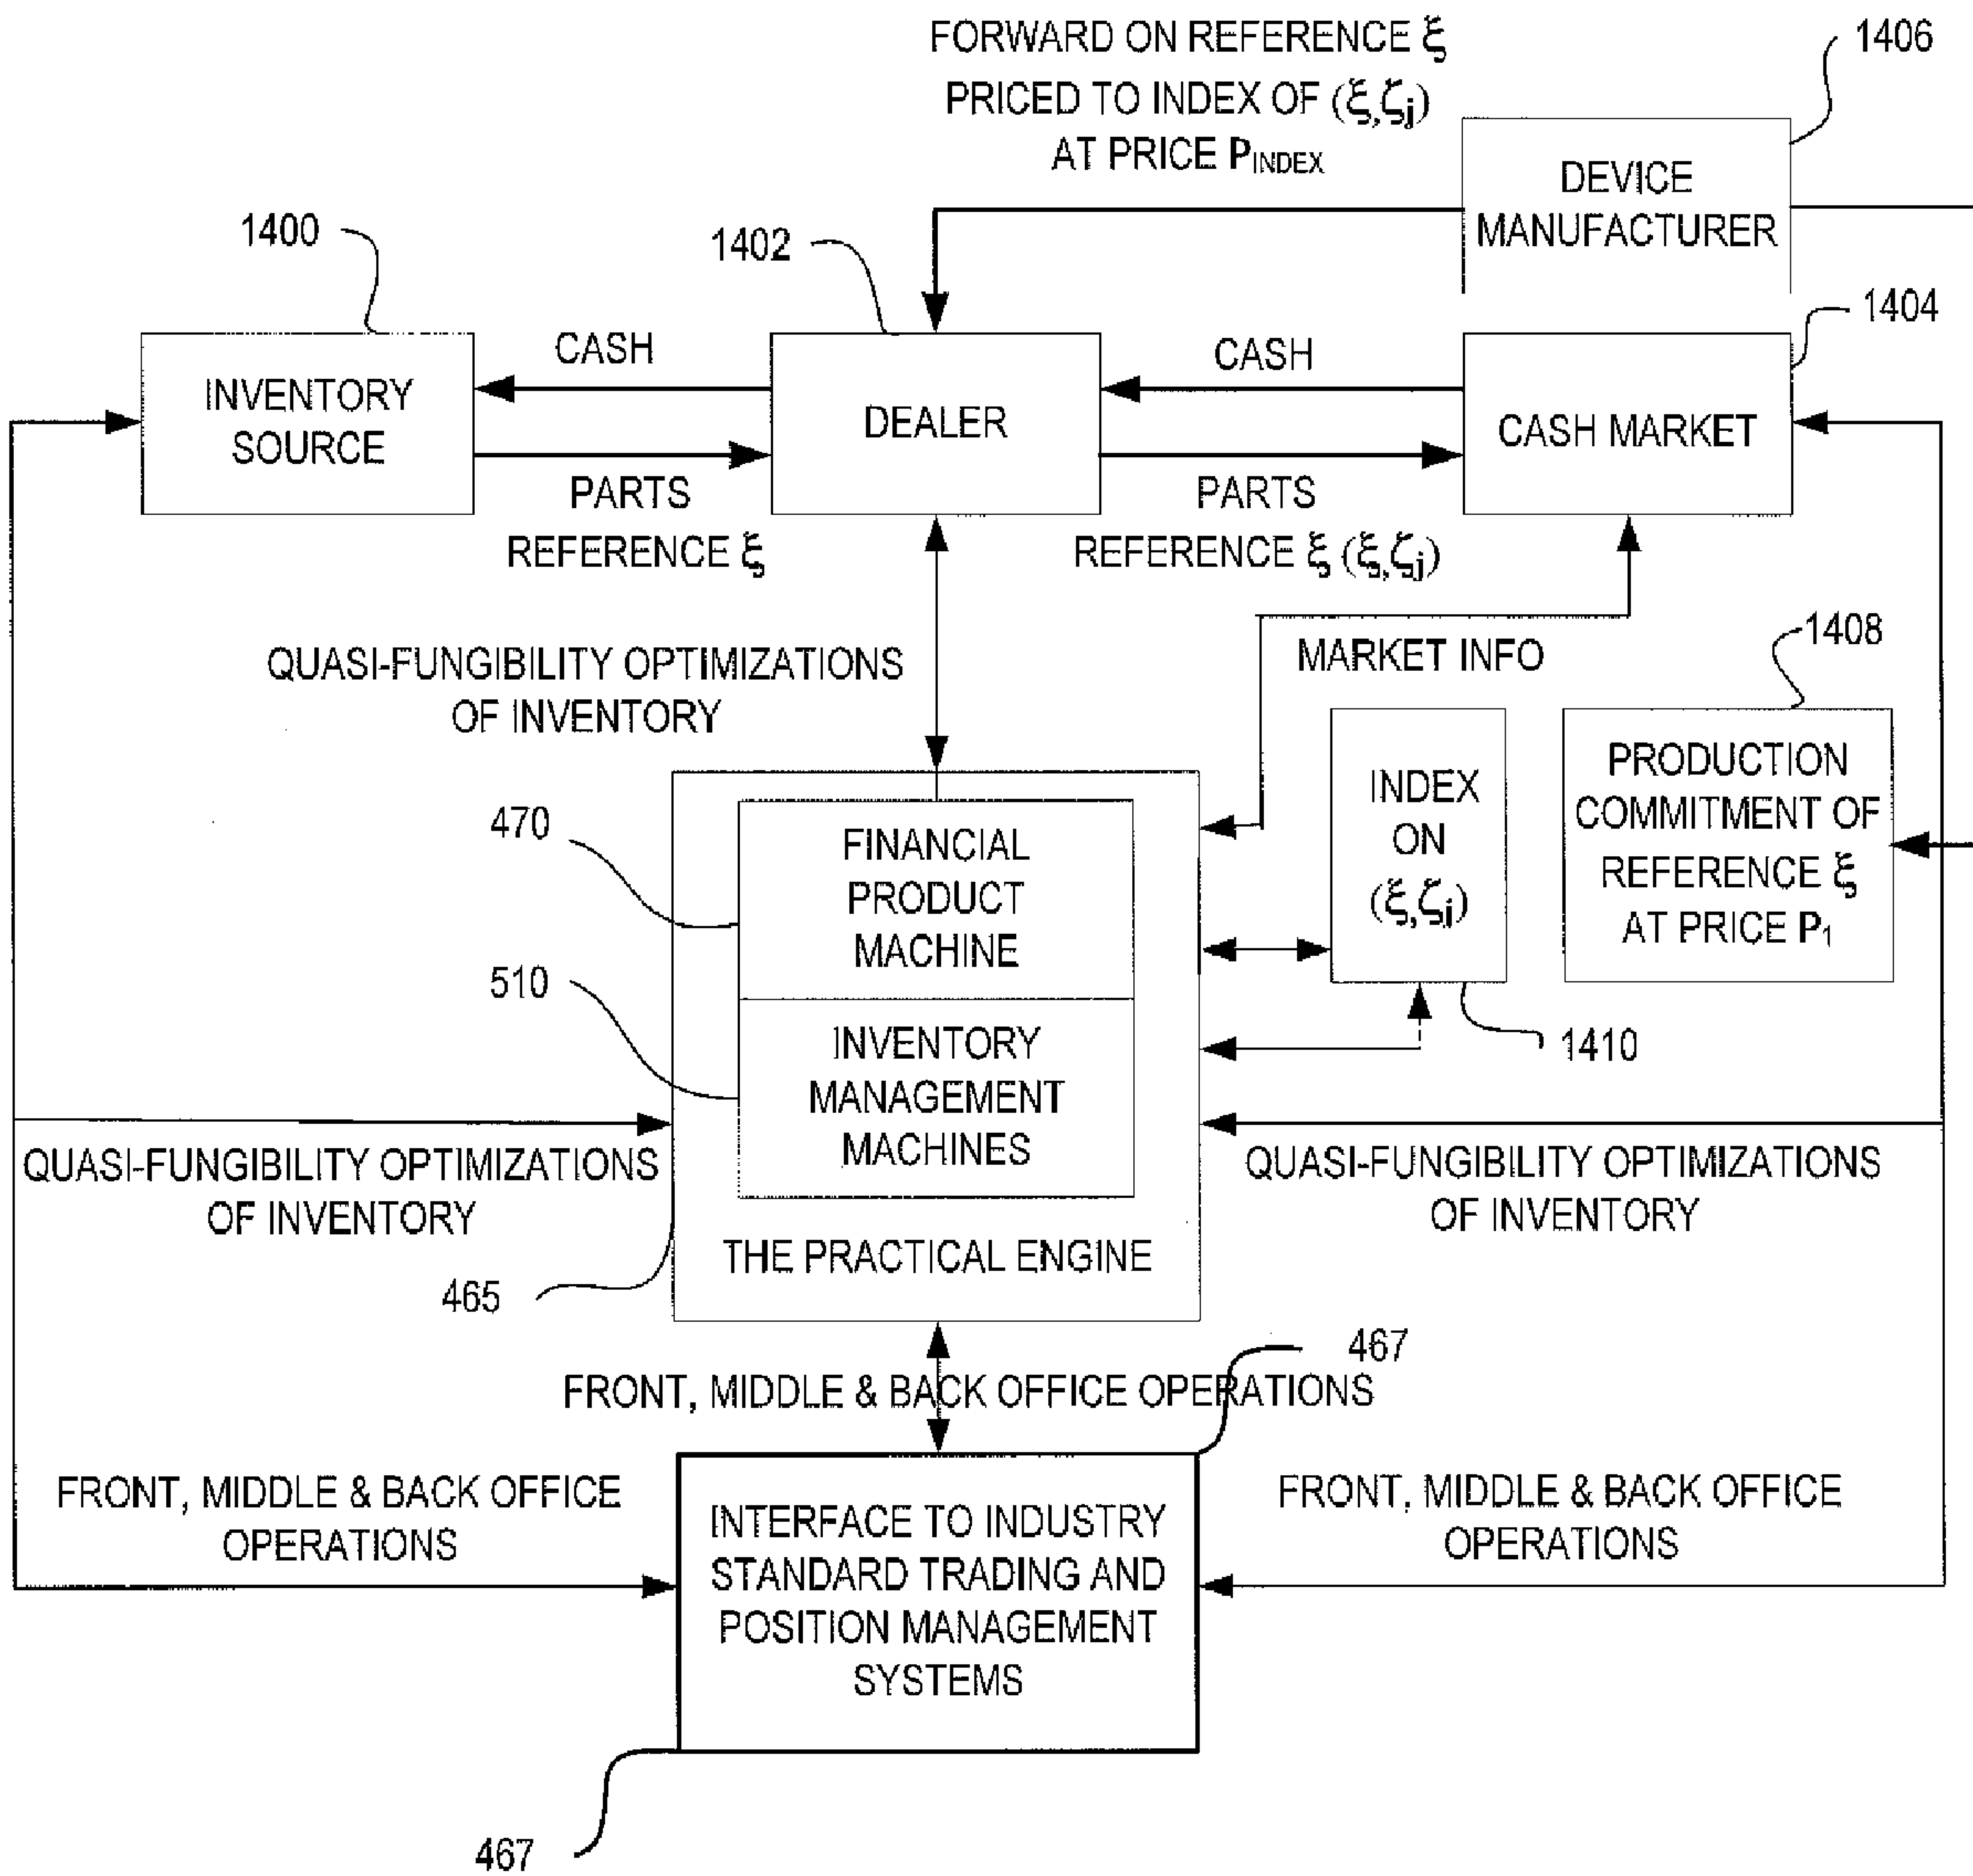 FORWARD ON REFERENCE ξ
PRICED TO INDEX OF (ξ,ζj)
AT PRICE PINDEX
1406
DEVICE
MANUFACTURER
1400
1402
1404
INVENTORY
SOURCE
CASH
DEALER
CASH
CASH MARKET
PARTS
REFERENCE ξ
PARTS
REFERENCE ξ (ξ,ζj)
QUASI-FUNGIBILITY OPTIMIZATIONS
OF INVENTORY
MARKET INFO
1408
470
FINANCIAL
PRODUCT
MACHINE
INDEX
ON
(ξ,ζj)
PRODUCTION
COMMITMENT OF
REFERENCE ξ
AT PRICE P1
510
INVENTORY
MANAGEMENT
MACHINES
1410
QUASI-FUNGIBILITY OPTIMIZATIONS
OF INVENTORY
QUASI-FUNGIBILITY OPTIMIZATIONS
OF INVENTORY
THE PRACTICAL ENGINE
465
467
FRONT, MIDDLE & BACK OFFICE OPERATIONS
FRONT, MIDDLE & BACK OFFICE
OPERATIONS
INTERFACE TO INDUSTRY
STANDARD TRADING AND
POSITION MANAGEMENT
SYSTEMS
FRONT, MIDDLE & BACK OFFICE
OPERATIONS
467